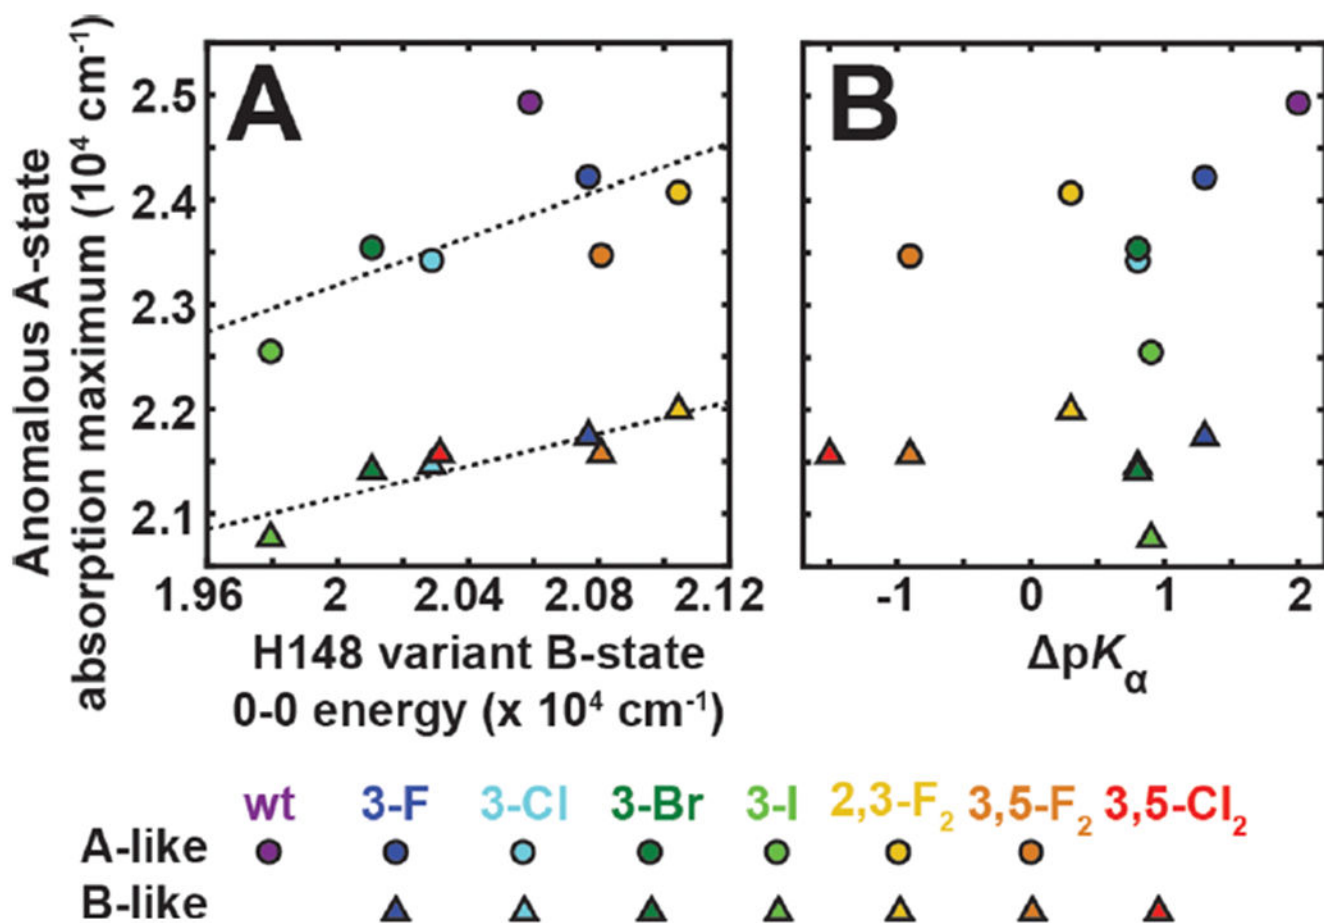 A
B
Anomalous A-state
absorption maximum (10⁴ cm⁻¹)
2.5
2.4
2.3
2.2
2.1
1.96 2 2.04 2.08 2.12
-1 0 1 2
H148 variant B-state
0-0 energy (x 10⁴ cm⁻¹)
ΔpKα
wt 3-F 3-Cl 3-Br 3-I 2,3-F₂ 3,5-F₂ 3,5-Cl₂
A-like
B-like